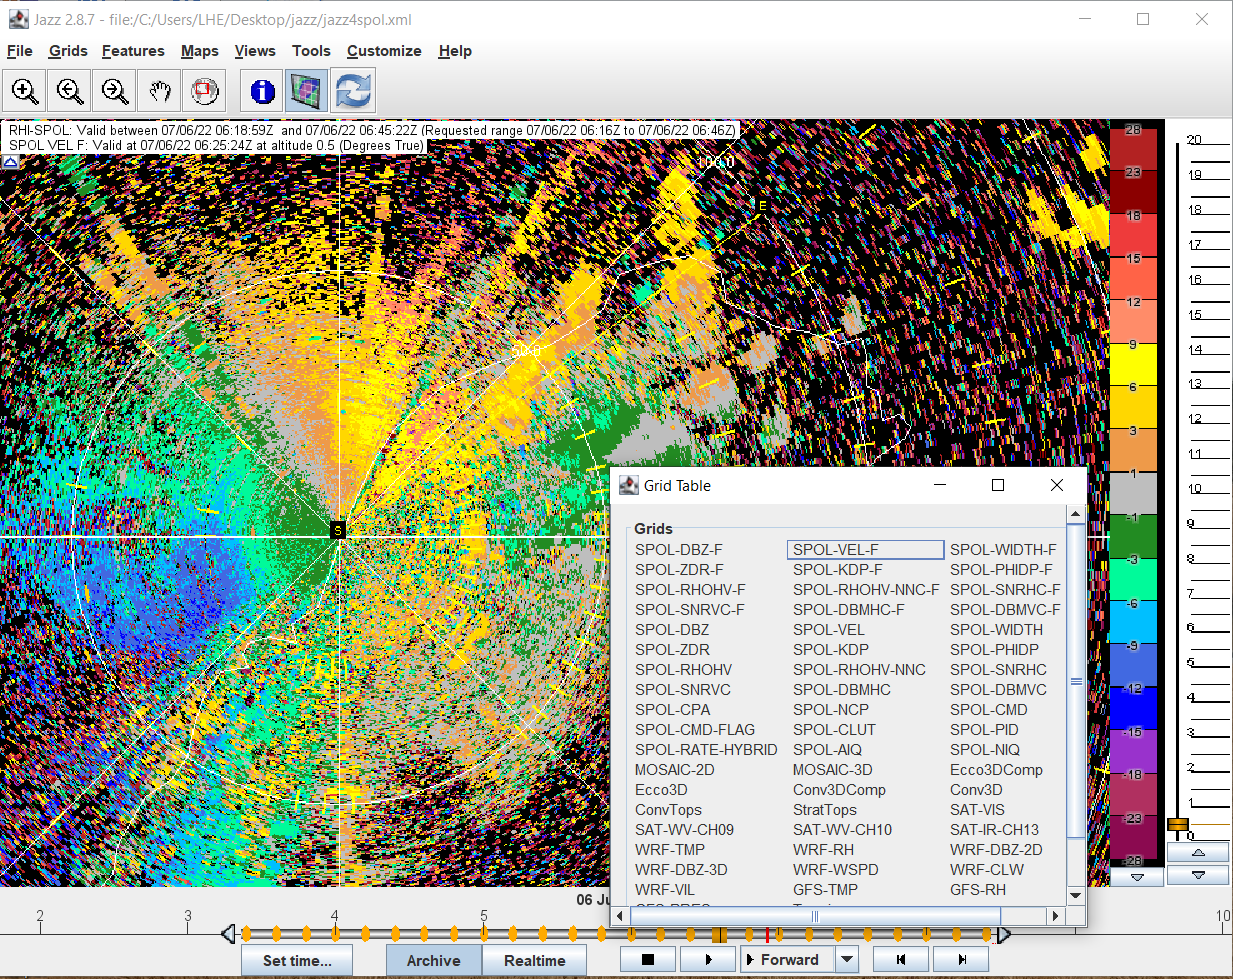 Jazz 2.8.7 - file:/C:/Users/LHE/Desktop/jazz/jazz4spol.xml
File Grids Features Maps Views Tools Customize Help
RHI-SPOL: Valid between 07/06/22 06:18:59Z and 07/06/22 06:45:22Z (Requested range 07/06/22 06:16Z to 07/06/22 06:46Z)
SPOL VEL F: Valid at 07/06/22 06:25:24Z at altitude 0.5 (Degrees True)
100.0
E
S
28
23
18
15
12
9
6
3
1
-1
-3
-6
-9
-12
-15
-18
-23
-28
20
19
18
17
16
15
14
13
12
11
10
9
8
7
6
5
4
3
2
1
0
Grid Table
Grids
SPOL-DBZ-F SPOL-VEL-F SPOL-WIDTH-F
SPOL-ZDR-F SPOL-KDP-F SPOL-PHIDP-F
SPOL-RHOHV-F SPOL-RHOHV-NNC-F SPOL-SNRHC-F
SPOL-SNRVC-F SPOL-DBMHC-F SPOL-DBMVC-F
SPOL-DBZ SPOL-VEL SPOL-WIDTH
SPOL-ZDR SPOL-KDP SPOL-PHIDP
SPOL-RHOHV SPOL-RHOHV-NNC SPOL-SNRHC
SPOL-SNRVC SPOL-DBMHC SPOL-DBMVC
SPOL-CPA SPOL-NCP SPOL-CMD
SPOL-CMD-FLAG SPOL-CLUT SPOL-PID
SPOL-RATE-HYBRID SPOL-AIQ SPOL-NIQ
MOSAIC-2D MOSAIC-3D Ecco3DComp
Ecco3D Conv3DComp Conv3D
ConvTops StratTops SAT-VIS
SAT-WV-CH09 SAT-WV-CH10 SAT-IR-CH13
WRF-TMP WRF-RH WRF-DBZ-2D
WRF-DBZ-3D WRF-WSPD WRF-CLW
WRF-VIL GFS-TMP GFS-RH
06 Ju
2 3 4 5 10
Set time... Archive Realtime Forward